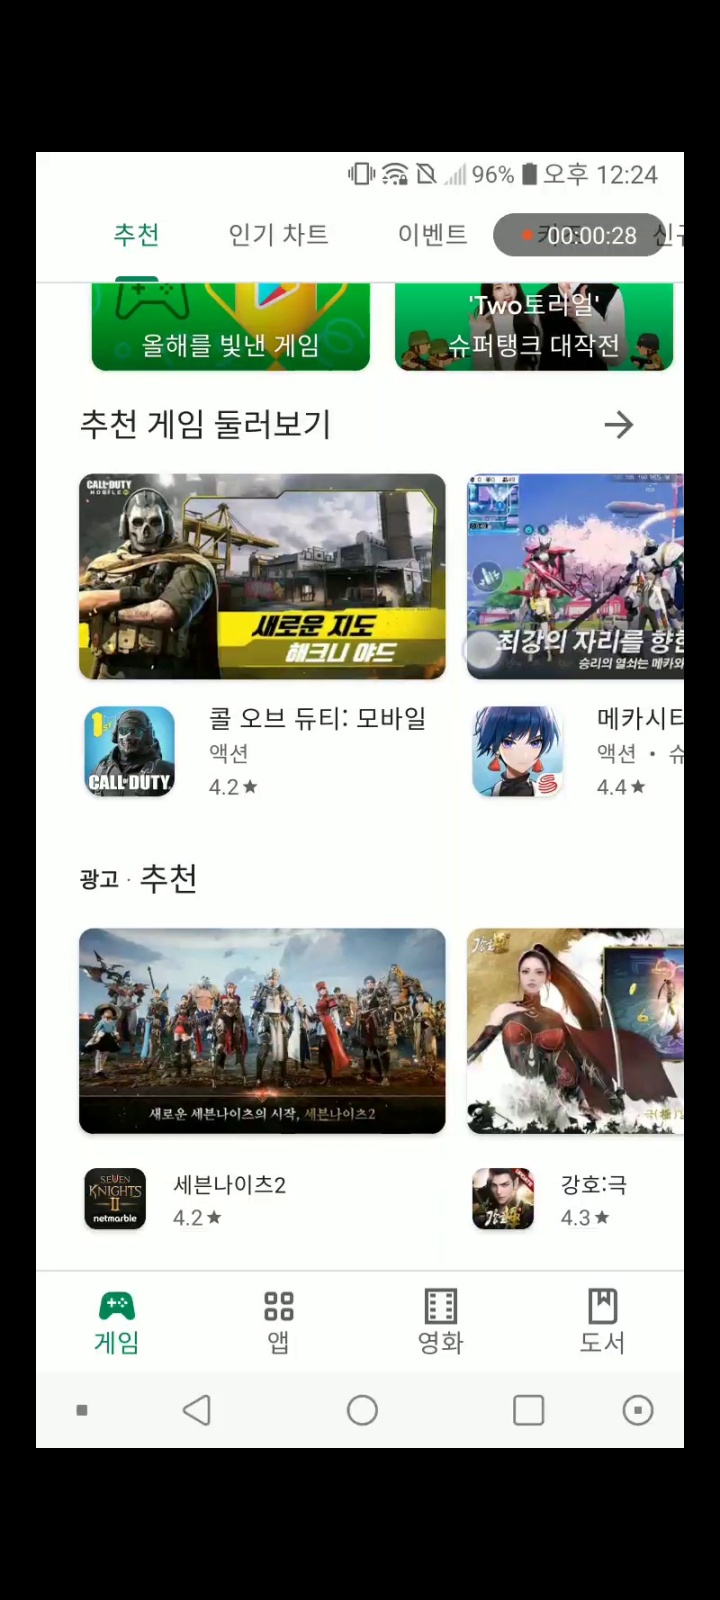 96% 오후 12:24
추천 인기 차트 이벤트 00:00:28
올해를 빛낸 게임
'Two토리얼'
슈퍼탱크 대작전
추천 게임 둘러보기
CALL·DUTY
MOBILE
새로운 지도
해크니 야드
최강의 자리를 향한
승리의 열쇠는 메카와
1st
CALL·DUTY
콜 오브 듀티: 모바일
액션
4.2★
메카시티
액션 · 슈
4.4★
광고 · 추천
새로운 세븐나이츠의 시작, 세븐나이츠2
SEVEN
KNIGHTS
II
netmarble
세븐나이츠2
4.2★
강호:극
4.3★
게임 앱 영화 도서